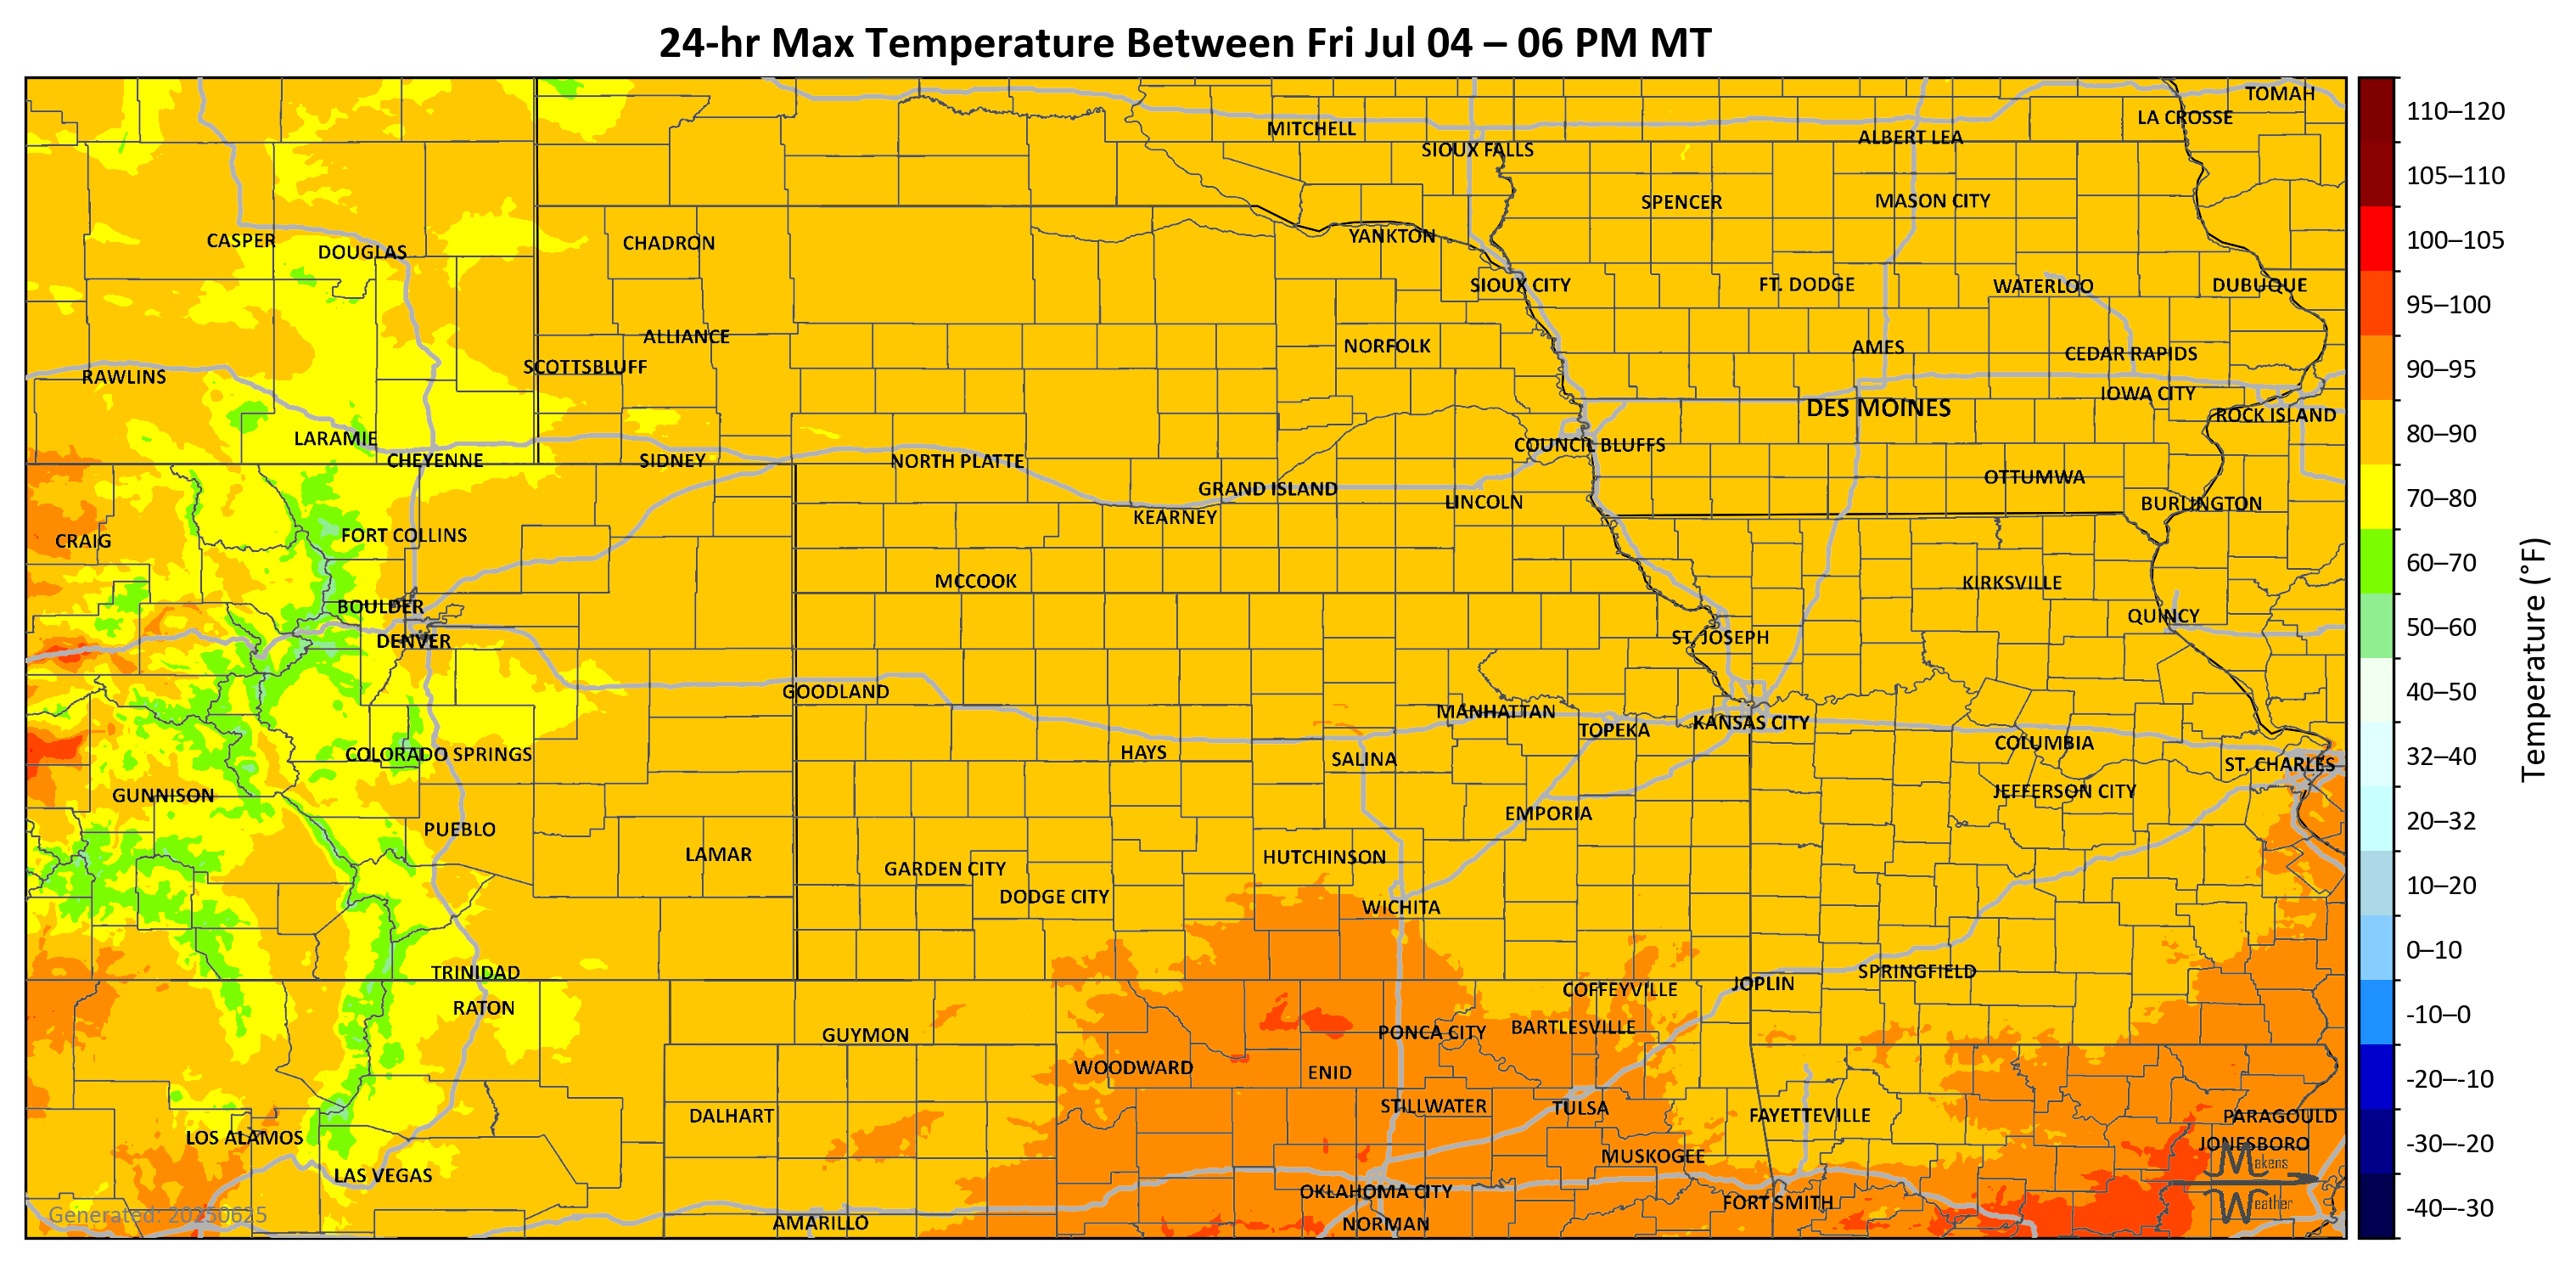 24-hr Max Temperature Between Fri Jul 04 – 06 PM MT
TOMAH
LA CROSSE
MITCHELL
ALBERT LEA
SIOUX FALLS
SPENCER
MASON CITY
CASPER
DOUGLAS
CHADRON
YANKTON
SIOUX CITY
FT. DODGE
WATERLOO
DUBUQUE
ALLIANCE
NORFOLK
AMES
CEDAR RAPIDS
SCOTTSBLUFF
RAWLINS
IOWA CITY
DES MOINES
ROCK ISLAND
LARAMIE
COUNCIL BLUFFS
CHEYENNE
SIDNEY
NORTH PLATTE
OTTUMWA
GRAND ISLAND
LINCOLN
BURLINGTON
KEARNEY
FORT COLLINS
CRAIG
MCCOOK
KIRKSVILLE
BOULDER
QUINCY
DENVER
ST. JOSEPH
GOODLAND
MANHATTAN
TOPEKA
KANSAS CITY
COLUMBIA
COLORADO SPRINGS
HAYS
SALINA
ST. CHARLES
GUNNISON
JEFFERSON CITY
EMPORIA
PUEBLO
LAMAR
HUTCHINSON
GARDEN CITY
DODGE CITY
WICHITA
TRINIDAD
SPRINGFIELD
JOPLIN
COFFEYVILLE
RATON
GUYMON
PONCA CITY
BARTLESVILLE
WOODWARD
ENID
STILLWATER
TULSA
DALHART
FAYETTEVILLE
PARAGOULD
LOS ALAMOS
JONESBORO
MUSKOGEE
LAS VEGAS
OKLAHOMA CITY
FORT SMITH
AMARILLO
NORMAN
Makens
Weather
Generated: 20250625
110–120
105–110
100–105
95–100
90–95
80–90
70–80
60–70
50–60
40–50
32–40
20–32
10–20
0–10
-10–0
-20–-10
-30–-20
-40–-30
Temperature (°F)